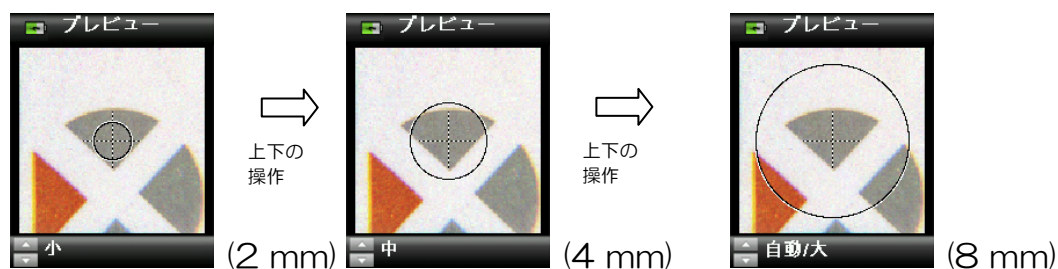 プレビュー
小
(2 mm)
上下の
操作
プレビュー
中
(4 mm)
上下の
操作
プレビュー
自動/大
(8 mm)